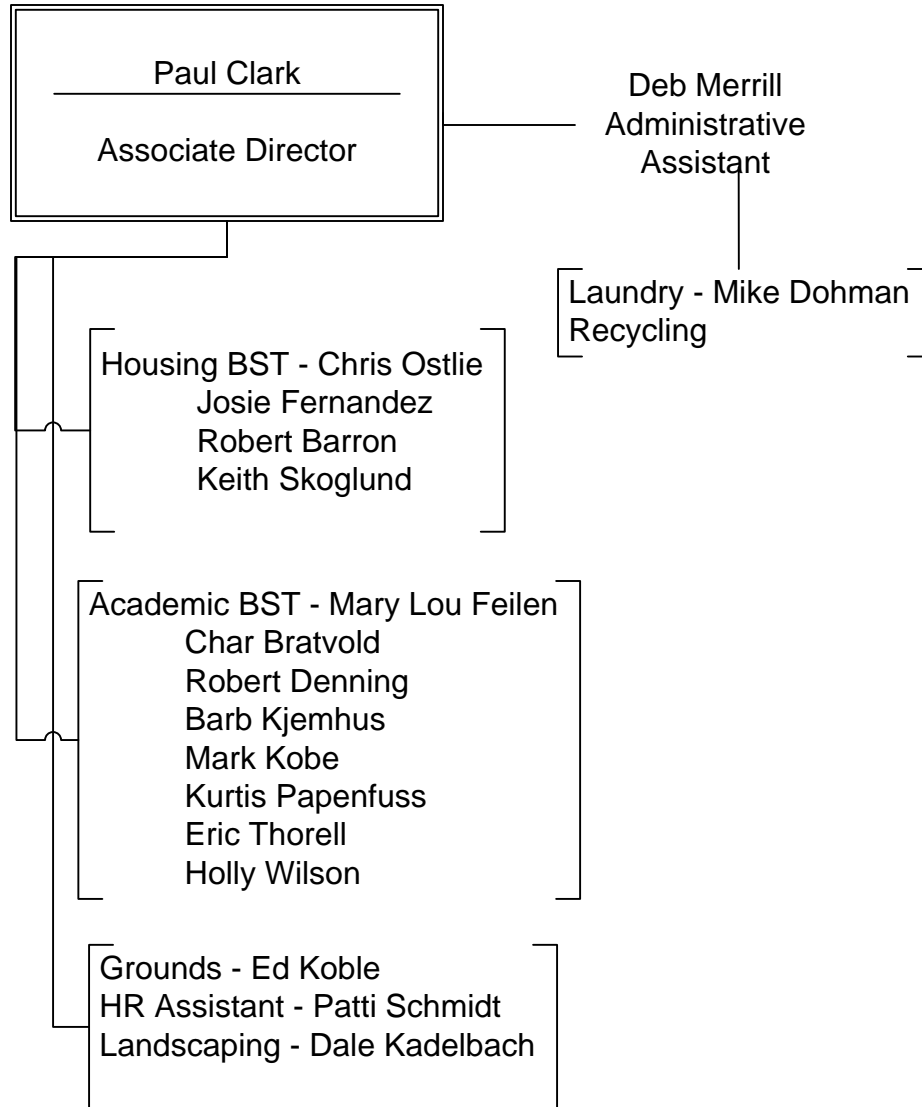 Paul Clark
Associate Director
Deb Merrill
Administrative
Assistant
Laundry - Mike Dohman
Recycling
Housing BST - Chris Ostlie
Josie Fernandez
Robert Barron
Keith Skoglund
Academic BST - Mary Lou Feilen
Char Bratvold
Robert Denning
Barb Kjemhus
Mark Kobe
Kurtis Papenfuss
Eric Thorell
Holly Wilson
Grounds - Ed Koble
HR Assistant - Patti Schmidt
Landscaping - Dale Kadelbach